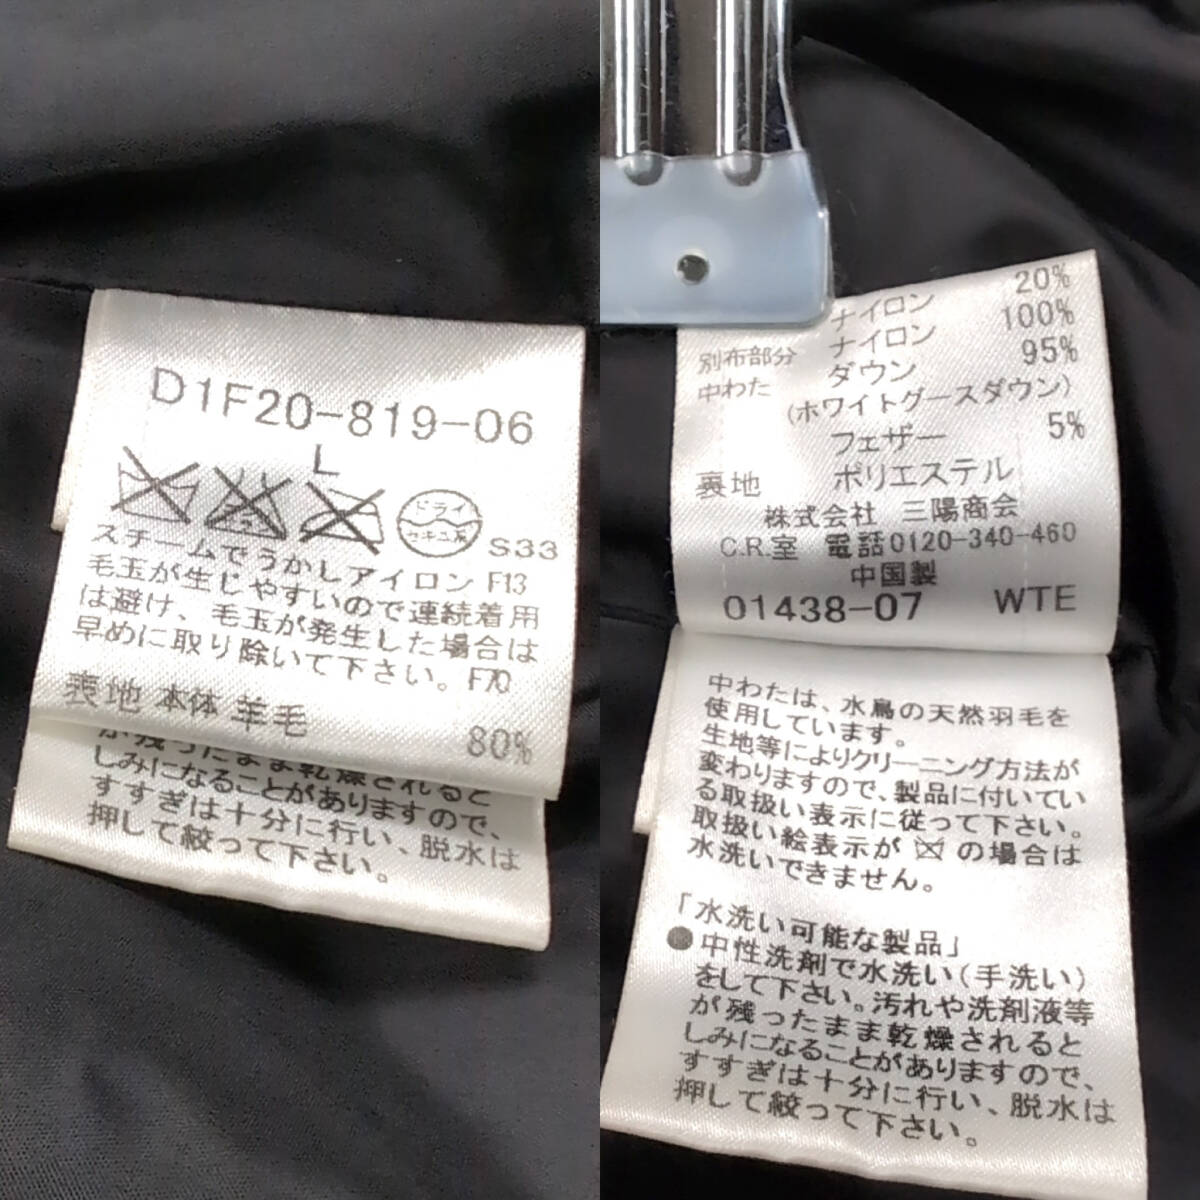 D1F20-819-06
L
ドライ
セキユ系
S33
スチームでうかしアイロン F13
毛玉が生じやすいので連続着用
は避け、毛玉が発生した場合は
早めに取り除いて下さい。F70
表地 本体 羊毛 80%
が残ったまま乾燥されると
しみになることがありますので、
すすぎは十分に行い、脱水は
押して絞って下さい。
ナイロン 20%
別布部分 ナイロン 100%
中わた ダウン 95%
(ホワイトグースダウン)
フェザー 5%
裏地 ポリエステル
株式会社 三陽商会
C.R.室 電話0120-340-460
中国製
01438-07 WTE
中わたは、水鳥の天然羽毛を
使用しています。
生地等によりクリーニング方法が
変わりますので、製品に付いてい
る取扱い表示に従って下さい。
取扱い絵表示が の場合は
水洗いできません。
「水洗い可能な製品」
●中性洗剤で水洗い(手洗い)
をして下さい。汚れや洗剤液等
が残ったまま乾燥されると
しみになることがありますので、
すすぎは十分に行い、脱水は
押して絞って下さい。